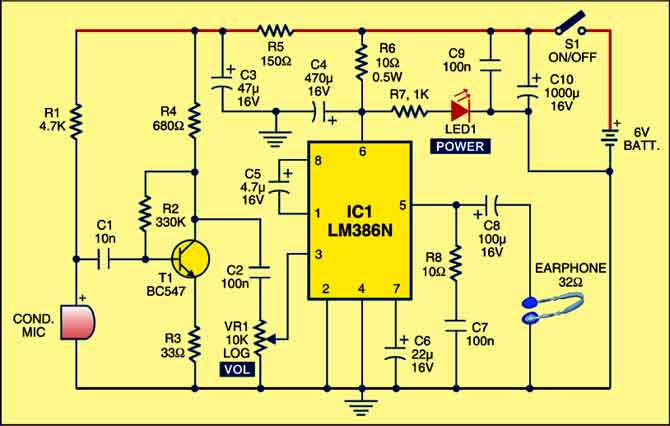 R1
4.7K
R4
680Ω
R5
150Ω
C3
47µ
16V
C4
470µ
16V
R6
10Ω
0.5W
R7, 1K
C9
100n
LED1
POWER
C10
1000µ
16V
S1
ON/OFF
6V
BATT.
C1
10n
R2
330K
T1
BC547
R3
33Ω
COND.
MIC
C2
100n
VR1
10K
LOG
VOL
C5
4.7µ
16V
8
1
3
6
5
2
4
7
IC1
LM386N
C6
22µ
16V
R8
10Ω
C7
100n
C8
100µ
16V
EARPHONE
32Ω